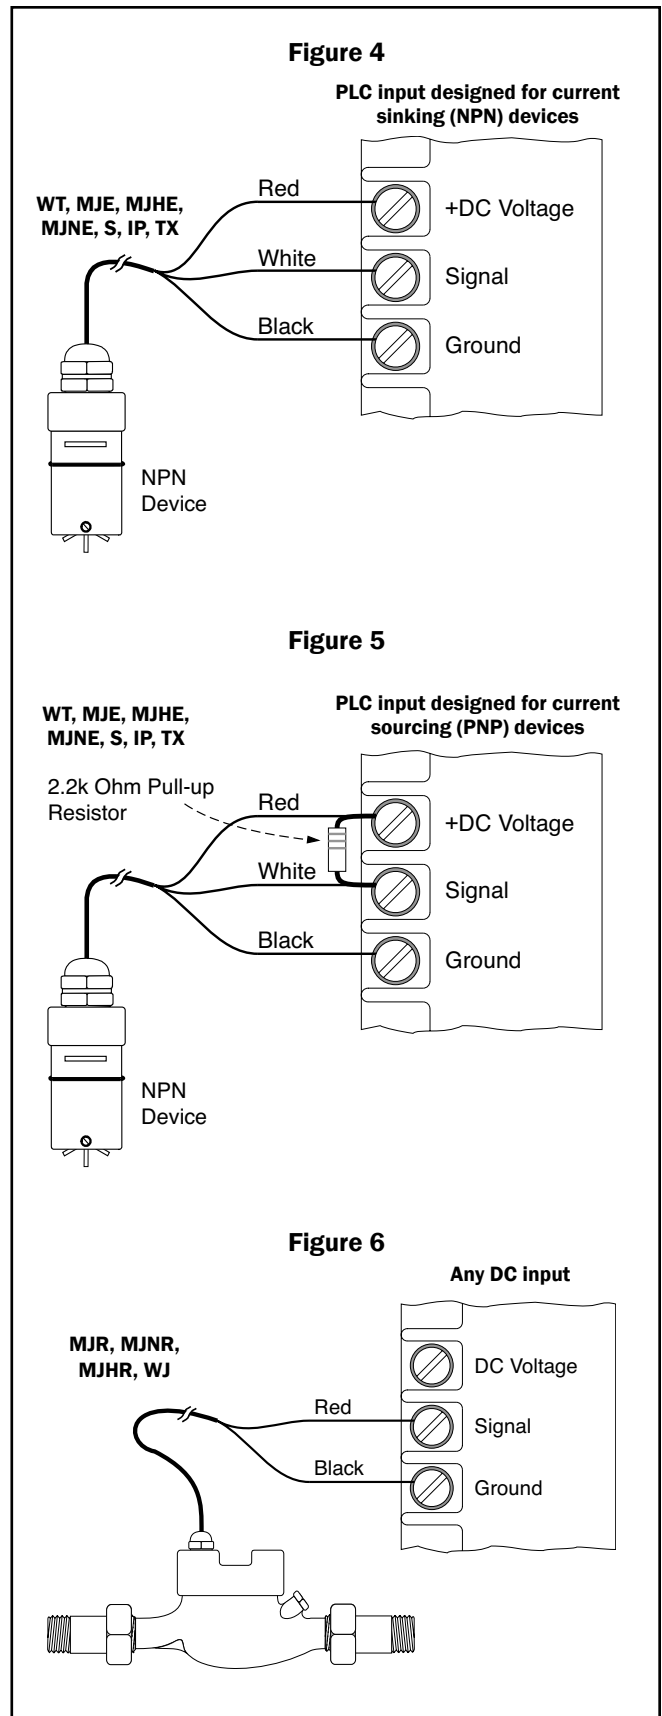 Figure 4
PLC input designed for current
sinking (NPN) devices
WT, MJE, MJHE,
MJNE, S, IP, TX
Red
+DC Voltage
White
Signal
Black
Ground
NPN
Device
Figure 5
WT, MJE, MJHE,
MJNE, S, IP, TX
PLC input designed for current
sourcing (PNP) devices
2.2k Ohm Pull-up
Resistor
Red
+DC Voltage
White
Signal
Black
Ground
NPN
Device
Figure 6
Any DC input
MJR, MJNR,
MJHR, WJ
DC Voltage
Red
Signal
Black
Ground